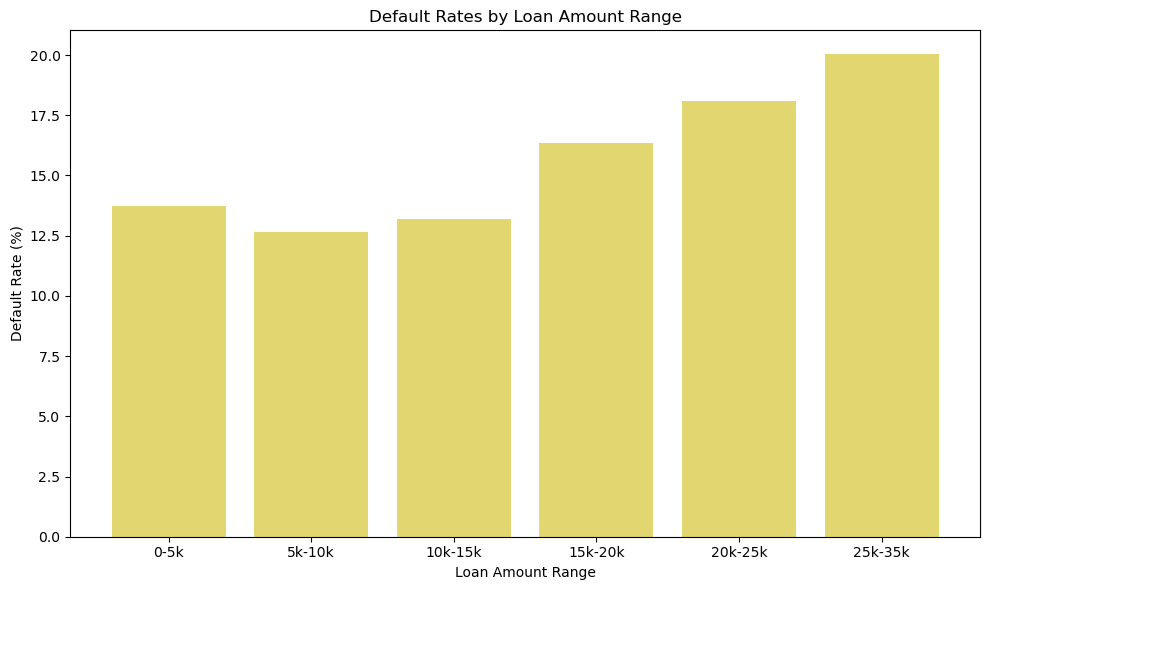 Default Rates by Loan Amount Range
Default Rate (%)
20.0
17.5
15.0
12.5
10.0
7.5
5.0
2.5
0.0
0-5k 5k-10k 10k-15k 15k-20k 20k-25k 25k-35k
Loan Amount Range